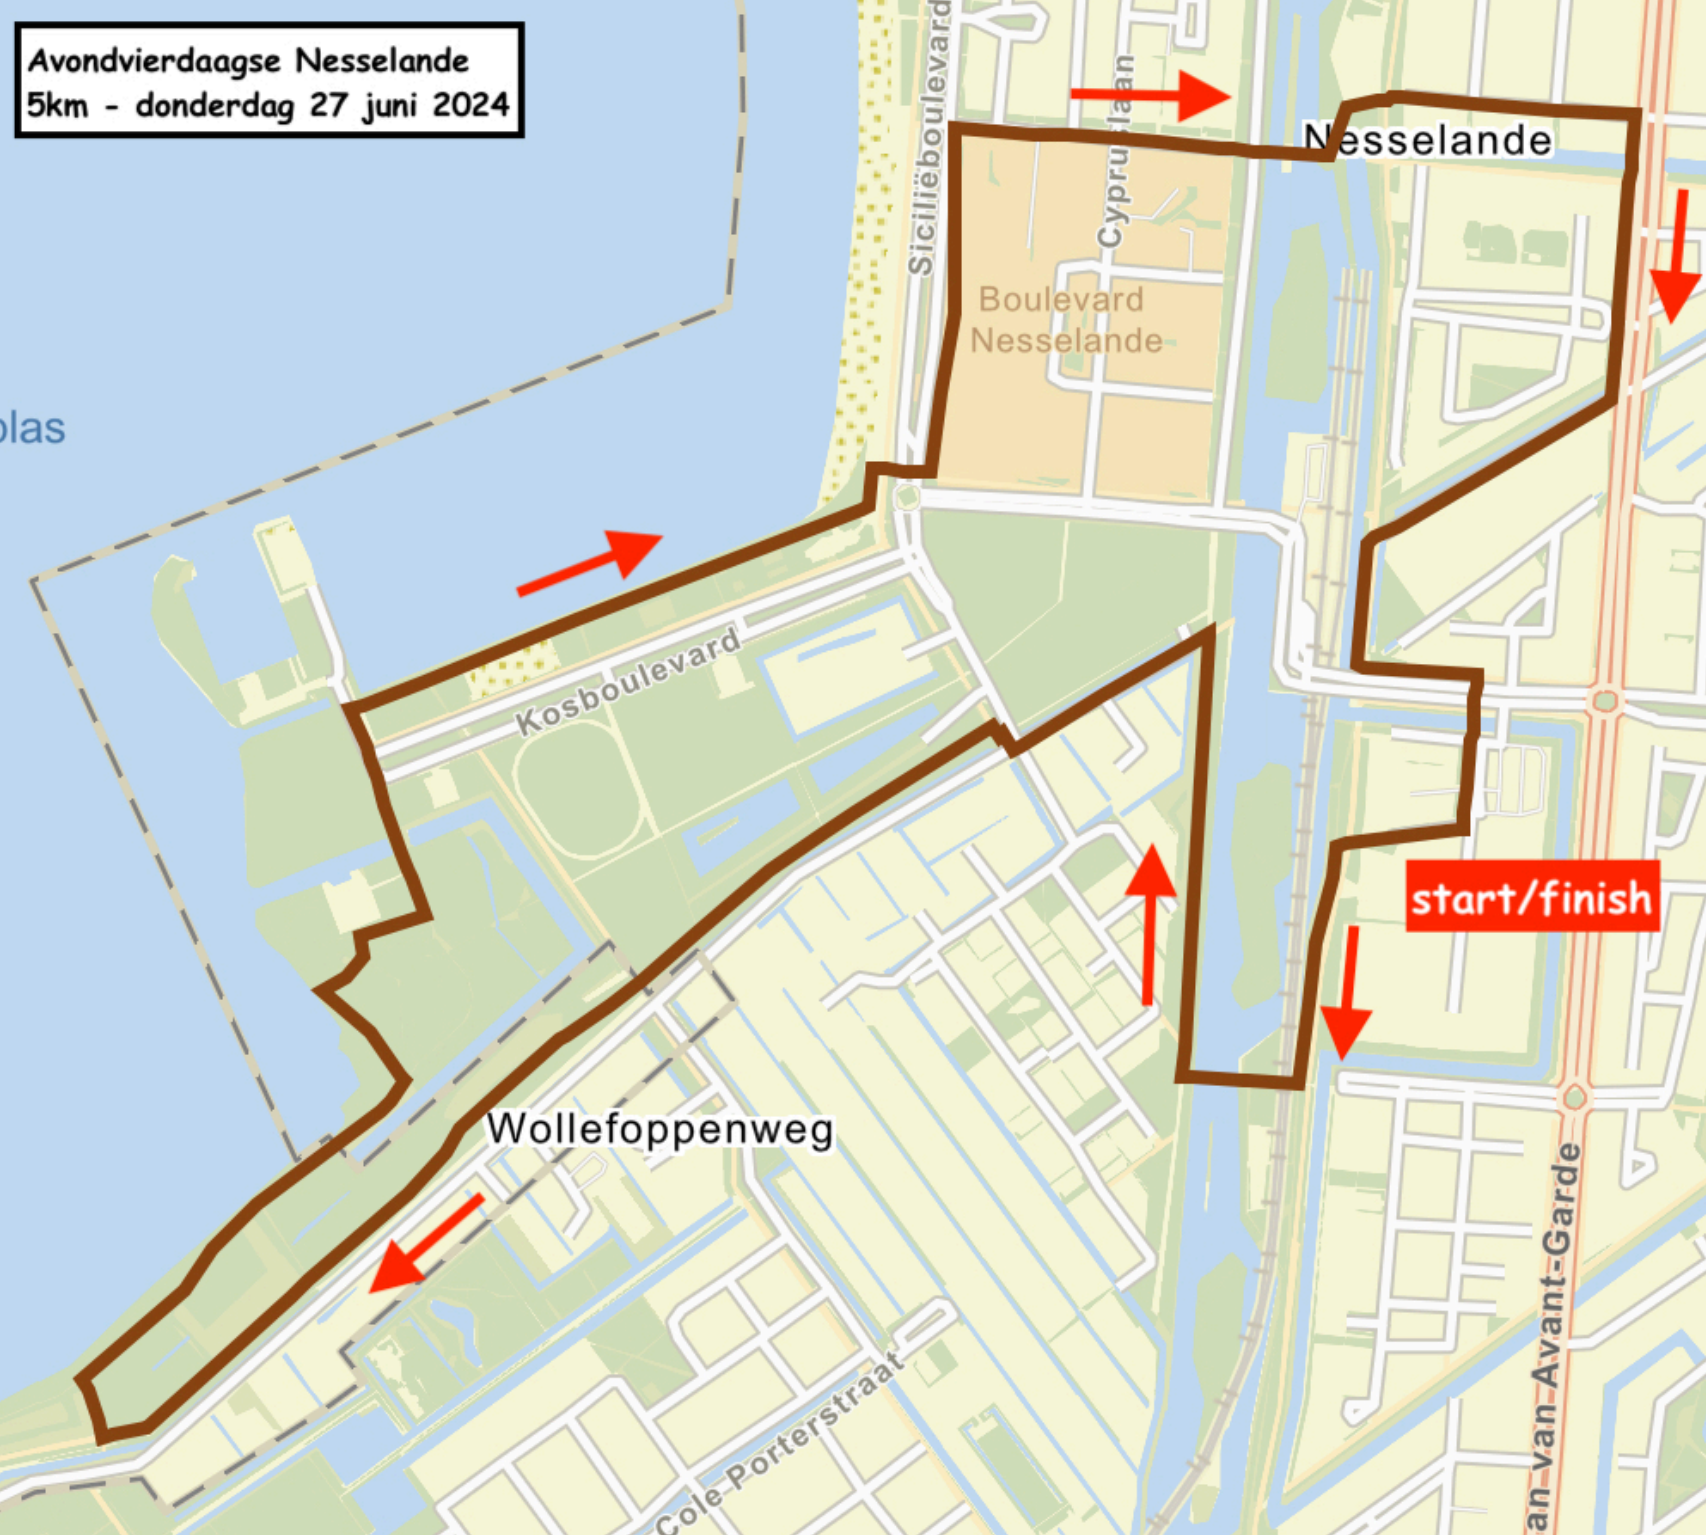 Avondvierdaagse Nesselande
5km - donderdag 27 juni 2024
Siciliëboulevard
Cypruslaan
Nesselande
Boulevard
Nesselande
plas
Kosboulevard
start/finish
Wollefoppenweg
Cole Porterstraat
an van Avant-Garde